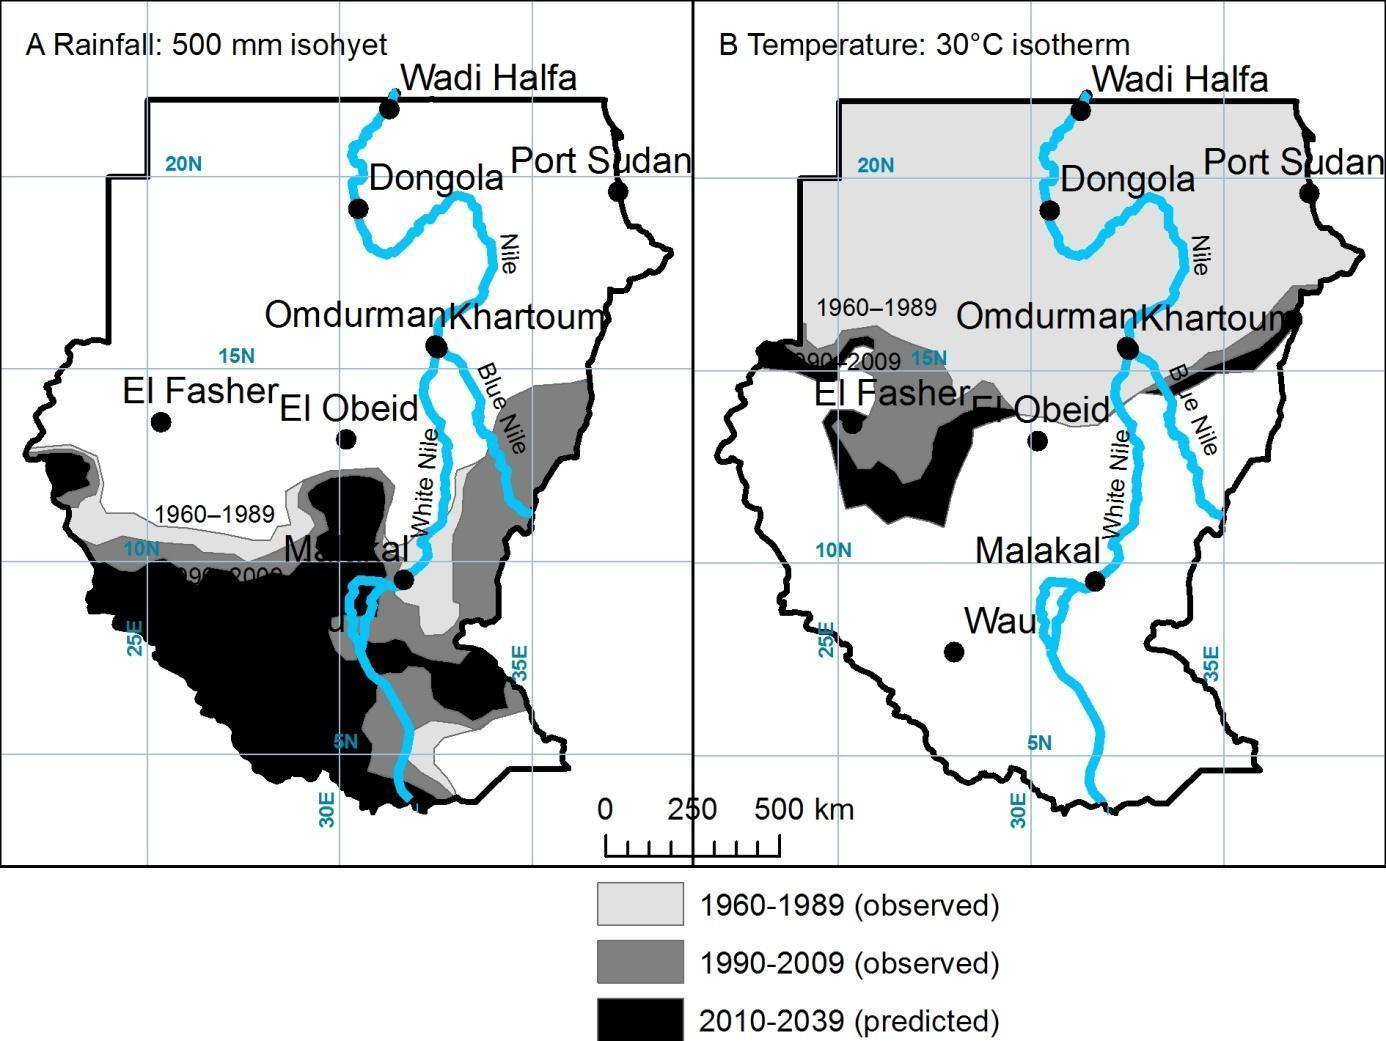 A Rainfall: 500 mm isohyet
Wadi Halfa
20N
Port Sudan
Dongola
Nile
Omdurman Khartoum
15N
El Fasher
El Obeid
Blue Nile
White Nile
1960–1989
10N
Malakal
25E
35E
5N
30E
B Temperature: 30°C isotherm
Wadi Halfa
20N
Port Sudan
Dongola
Nile
1960–1989
Omdurman Khartoum
15N
El Fasher
El Obeid
Blue Nile
White Nile
10N
Malakal
Wau
25E
35E
5N
30E
0 250 500 km
1960-1989 (observed)
1990-2009 (observed)
2010-2039 (predicted)